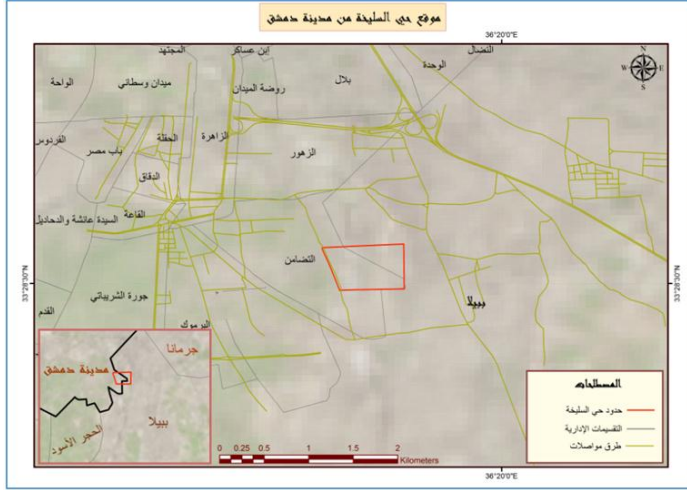 موقع حي السليخة من مدينة دمشق
36°20'0"E
المجتهد
إبن عساكر
النضال
الوحدة
N
W E
S
الواحة
ميدان وسطاني
روضة الميدان
بلال
الفردوس
باب مصر
الحقلة
الزاهرة
الزهور
الدقاق
السيدة عائشة والدحاديل
القاعة
التضامن
33°28'30"N
33°28'30"N
جورة الشريباتي
ببيلا
القدم
اليرموك
جرمانا
مدينة دمشق
ببيلا
الحجر الأسود
المصطلحات
حدود حي السليخة
التقسيمات الإدارية
طرق مواصلات
0 0.25 0.5 1 1.5 2
Kilometers
36°20'0"E